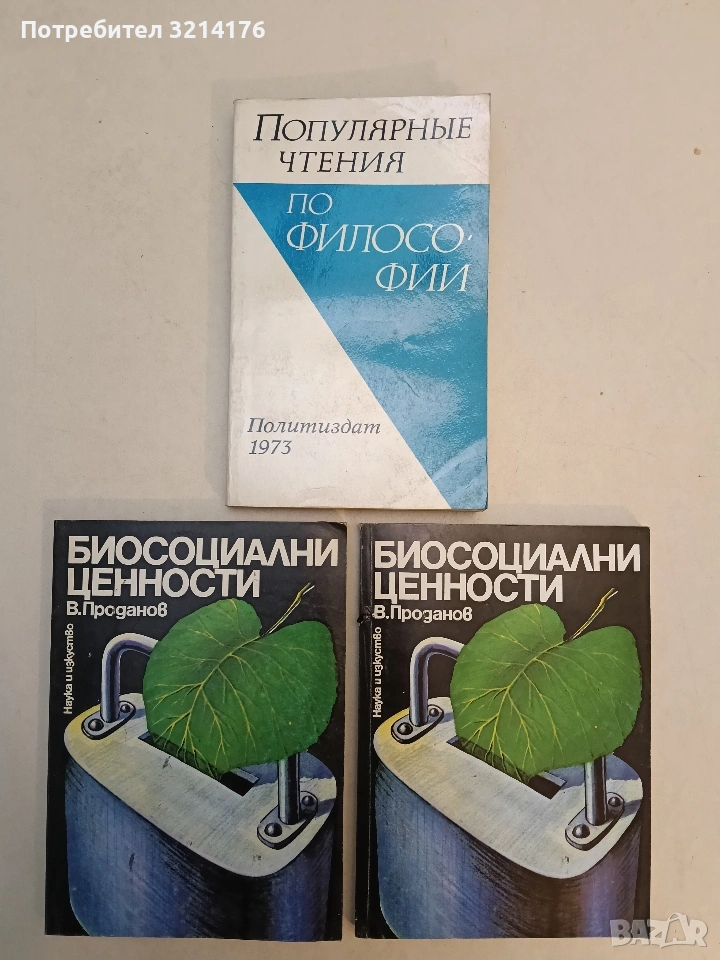 Потребител 3214176
ПОПУЛЯРНЫЕ
ЧТЕНИЯ
ПО
ФИЛОСО-
ФИИ
Политиздат
1973
БИОСОЦИАЛНИ
ЦЕННОСТИ
В.Проданов
Наука и изкуство
БИОСОЦИАЛНИ
ЦЕННОСТИ
В.Проданов
Наука и изкуство
BAZAR